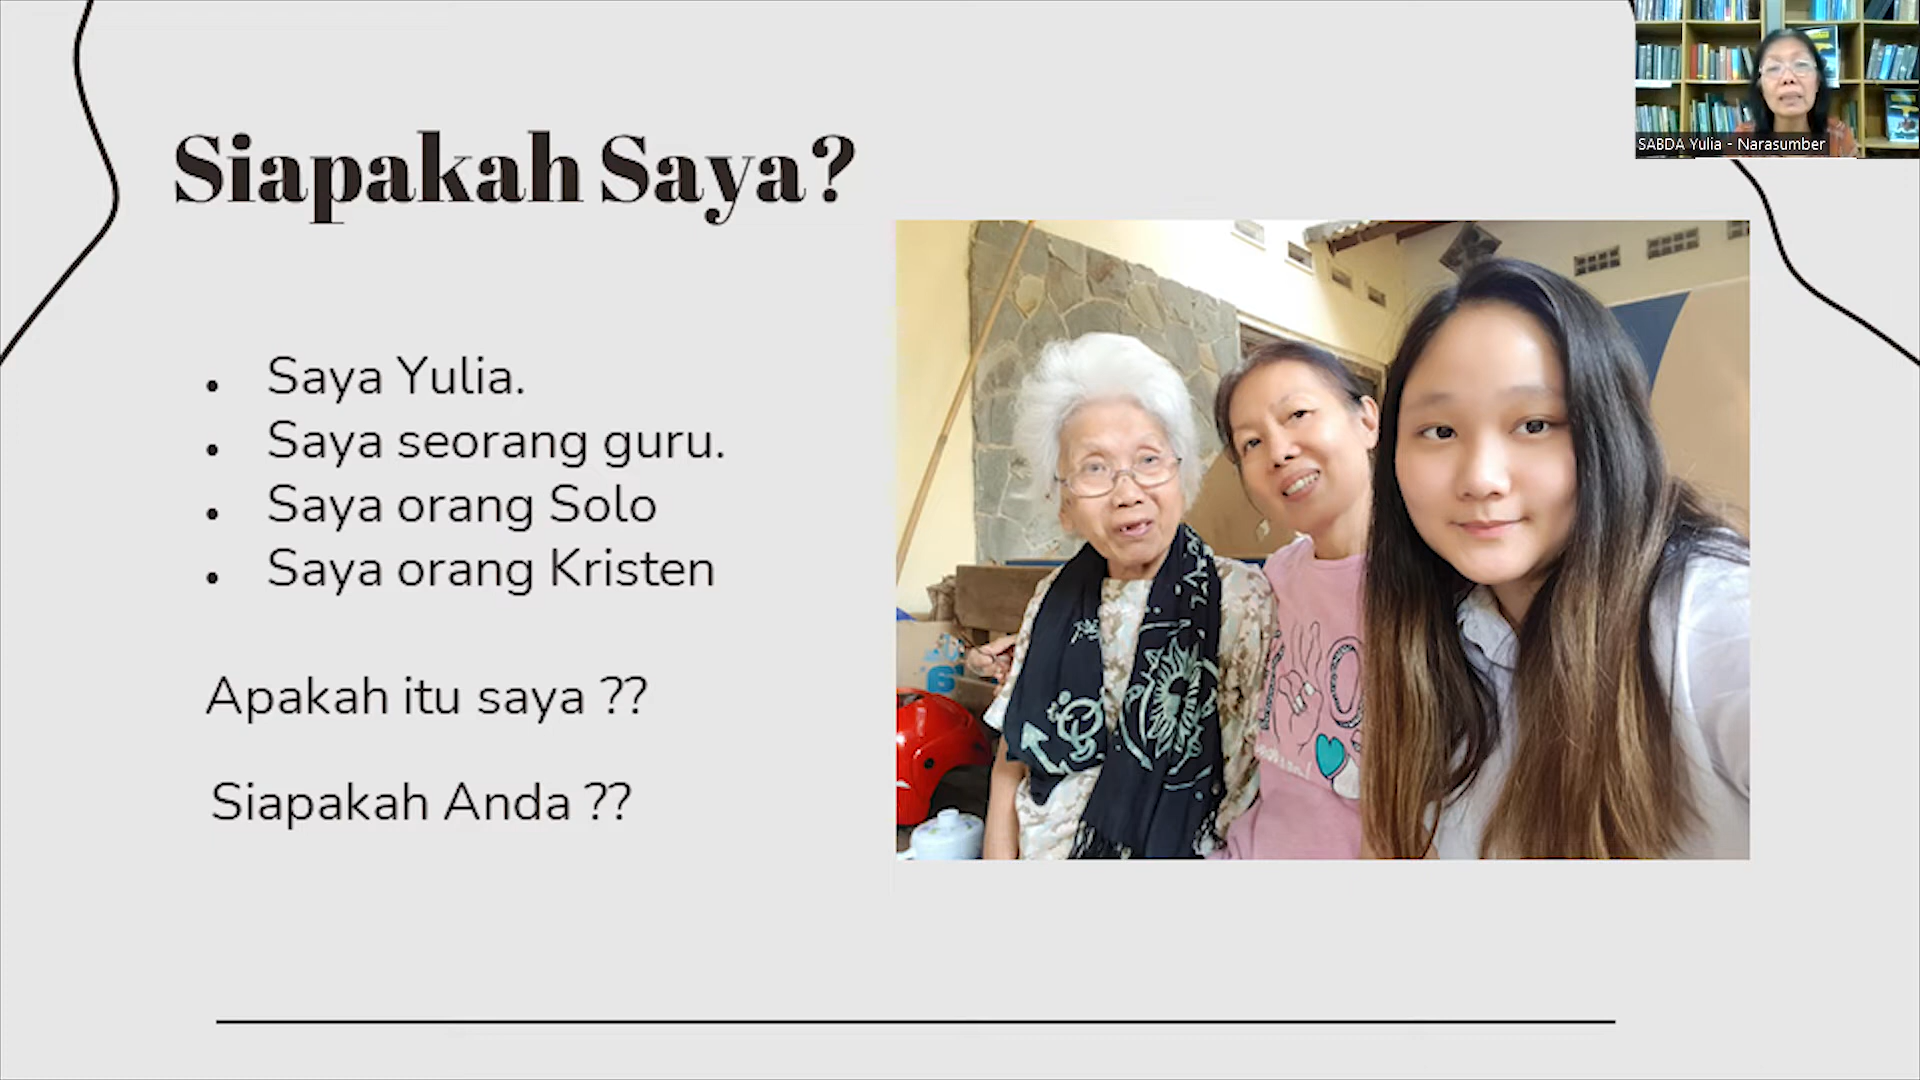 Siapakah Saya?
SABDA Yulia - Narasumber
Saya Yulia.
Saya seorang guru.
Saya orang Solo
Saya orang Kristen
Apakah itu saya ??
Siapakah Anda ??